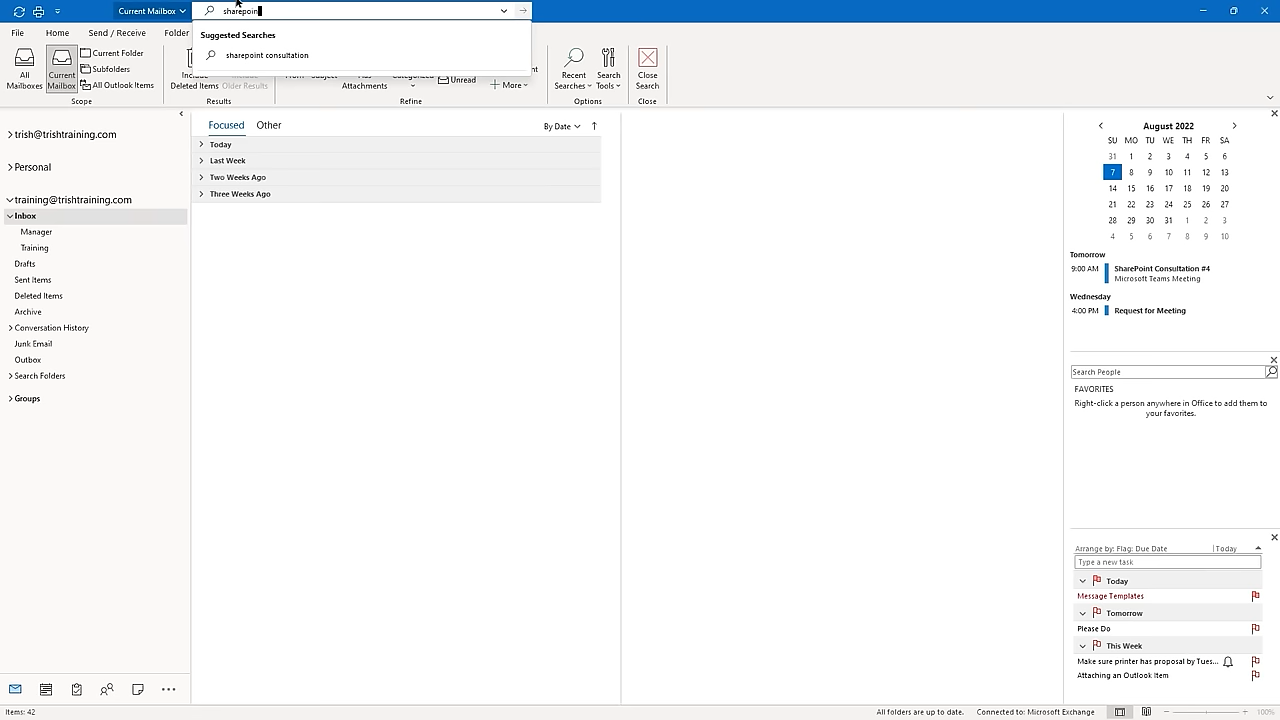 Current Mailbox
sharepoin
File Home Send / Receive Folder
Suggested Searches
sharepoint consultation
All Mailboxes
Current Mailbox
Current Folder
Subfolders
All Outlook Items
Deleted Items
Older Results
Attachments
Unread
More
Recent Searches
Search Tools
Close Search
Scope Results Refine Options Close
trish@trishtraining.com
Personal
training@trishtraining.com
Inbox
Manager
Training
Drafts
Sent Items
Deleted Items
Archive
Conversation History
Junk Email
Outbox
Search Folders
Groups
Focused Other By Date
Today
Last Week
Two Weeks Ago
Three Weeks Ago
August 2022
SU MO TU WE TH FR SA
31 1 2 3 4 5 6
7 8 9 10 11 12 13
14 15 16 17 18 19 20
21 22 23 24 25 26 27
28 29 30 31 1 2 3
4 5 6 7 8 9 10
Tomorrow
9:00 AM SharePoint Consultation #4
Microsoft Teams Meeting
Wednesday
4:00 PM Request for Meeting
Search People
FAVORITES
Right-click a person anywhere in Office to add them to
your favorites.
Arrange by: Flag: Due Date Today
Type a new task
Today
Message Templates
Tomorrow
Please Do
This Week
Make sure printer has proposal by Tues...
Attaching an Outlook Item
Items: 42
All folders are up to date. Connected to: Microsoft Exchange 100%